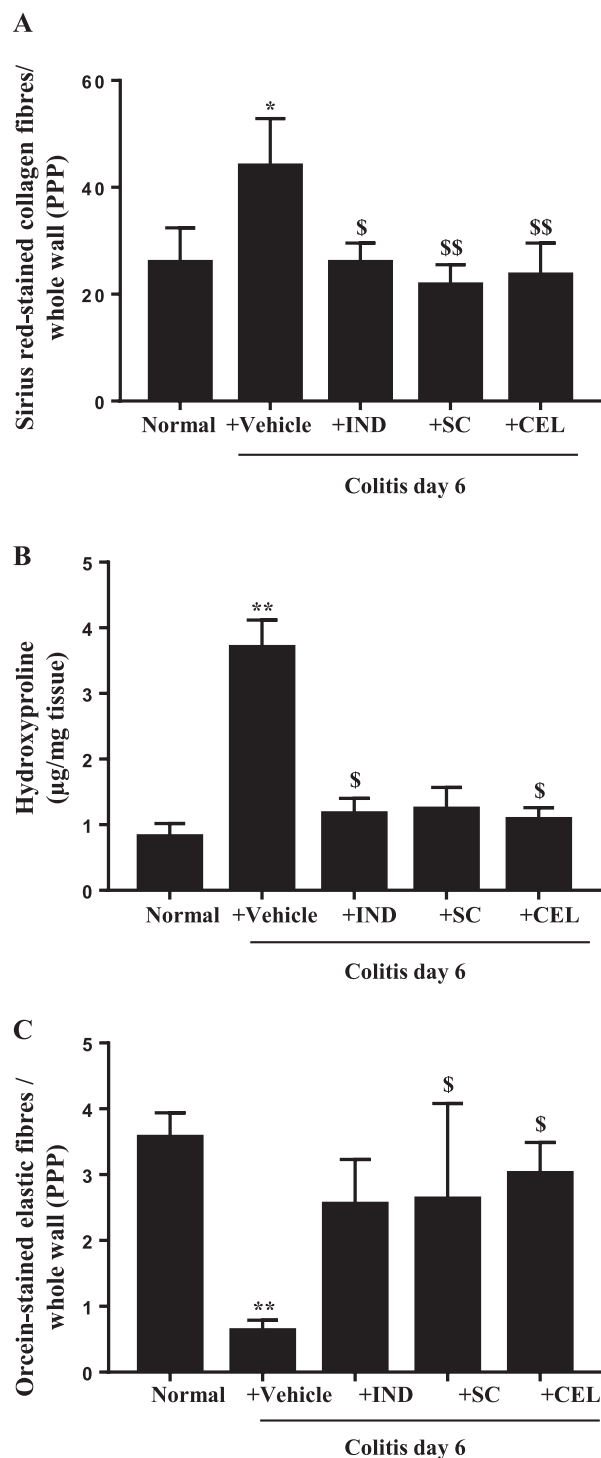 A
Sirius red-stained collagen fibres/
whole wall (PPP)
60
40
20
0
*
$
$$
$$
Normal +Vehicle +IND +SC +CEL
Colitis day 6
B
Hydroxyproline
(µg/mg tissue)
5
4
3
2
1
0
**
$
$
Normal +Vehicle +IND +SC +CEL
Colitis day 6
C
Orcein-stained elastic fibres /
whole wall (PPP)
5
4
3
2
1
0
**
$
$
Normal +Vehicle +IND +SC +CEL
Colitis day 6